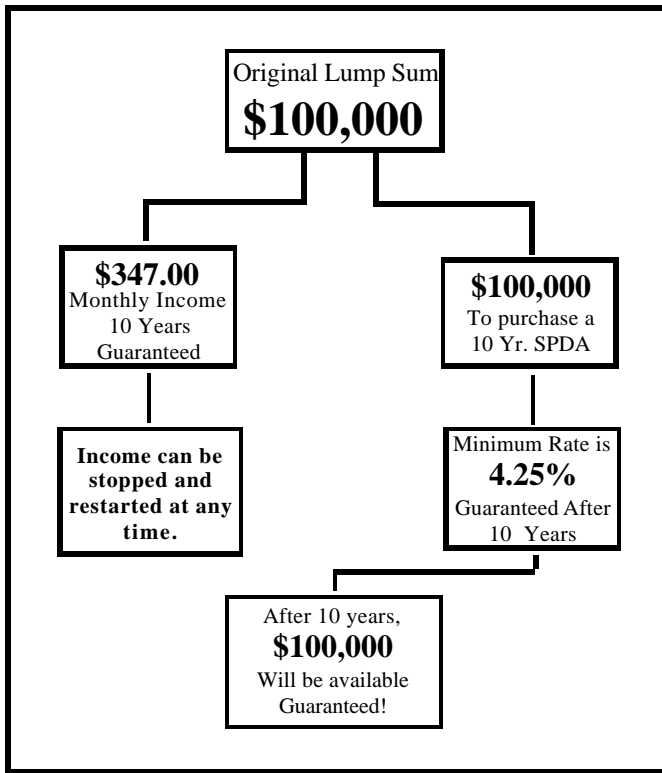 Original Lump Sum
$100,000
$347.00
Monthly Income
10 Years
Guaranteed
$100,000
To purchase a
10 Yr. SPDA
Income can be
stopped and
restarted at any
time.
Minimum Rate is
4.25%
Guaranteed After
10 Years
After 10 years,
$100,000
Will be available
Guaranteed!